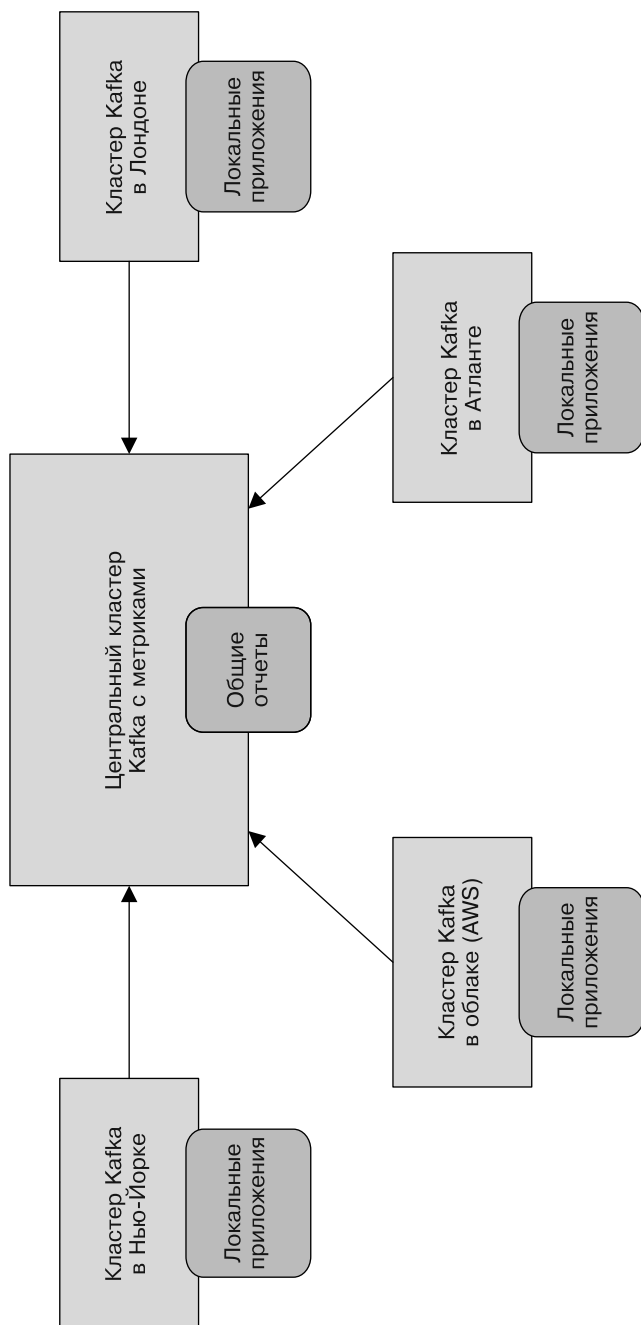 Кластер Kafka
в Нью-Йорке
Локальные
приложения
Центральный кластер
Kafka с метриками
Общие
отчеты
Кластер Kafka
в Лондоне
Локальные
приложения
Кластер Kafka
в облаке (AWS)
Локальные
приложения
Кластер Kafka
в Атланте
Локальные
приложения